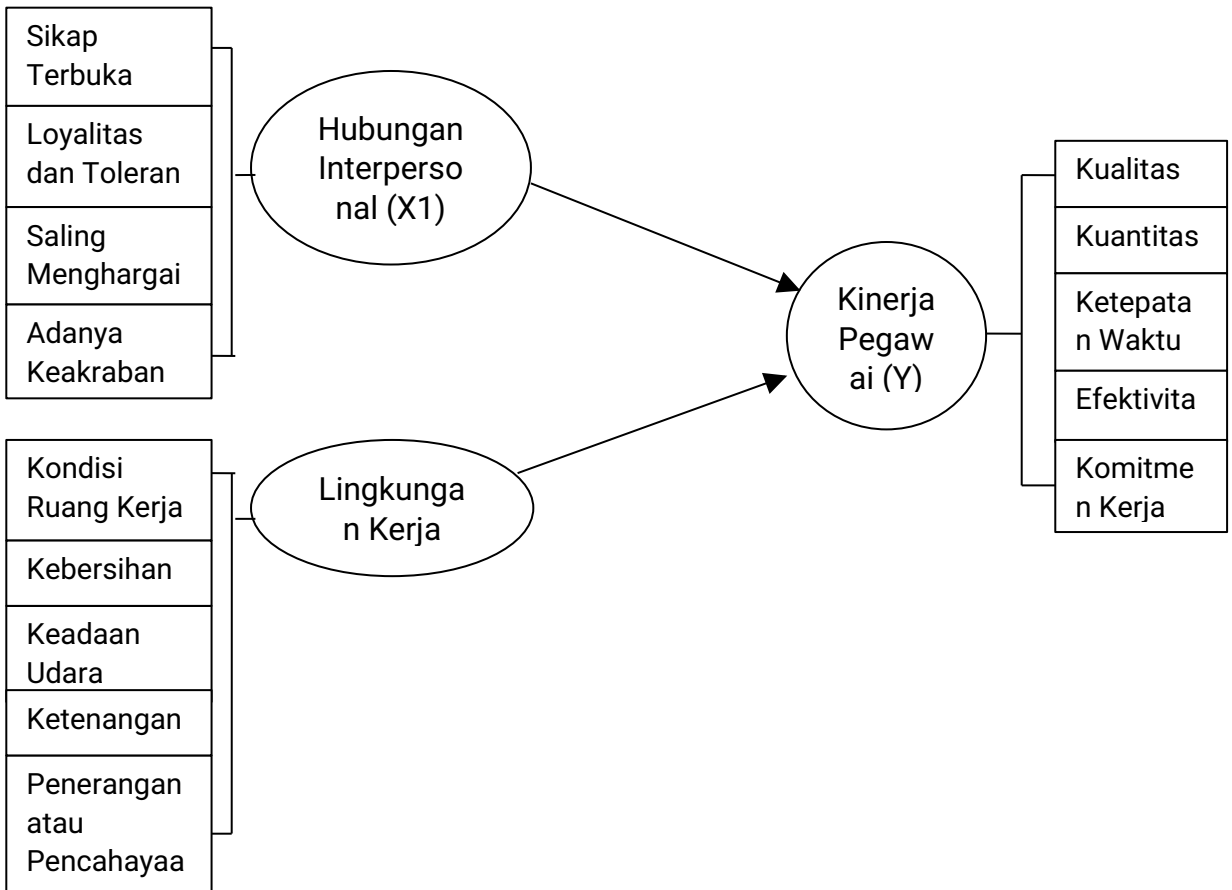 Sikap
Terbuka
Loyalitas
dan Toleran
Saling
Menghargai
Adanya
Keakraban
Hubungan
Interperso
nal (X1)
Kondisi
Ruang Kerja
Kebersihan
Keadaan
Udara
Ketenangan
Penerangan
atau
Pencahayaa
Lingkunga
n Kerja
Kinerja
Pegaw
ai (Y)
Kualitas
Kuantitas
Ketepata
n Waktu
Efektivita
Komitme
n Kerja